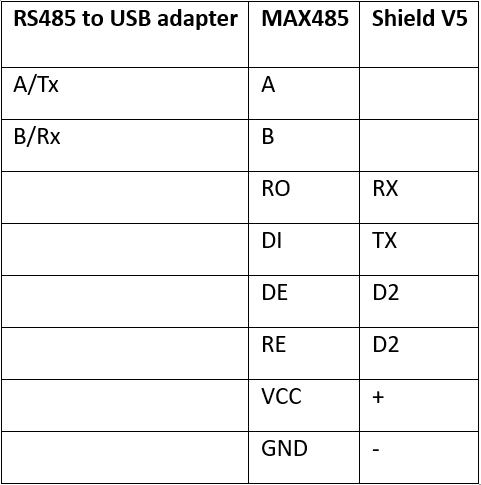 RS485 to USB adapter MAX485 Shield V5
A/Tx A
B/Rx B
RO RX
DI TX
DE D2
RE D2
VCC +
GND -